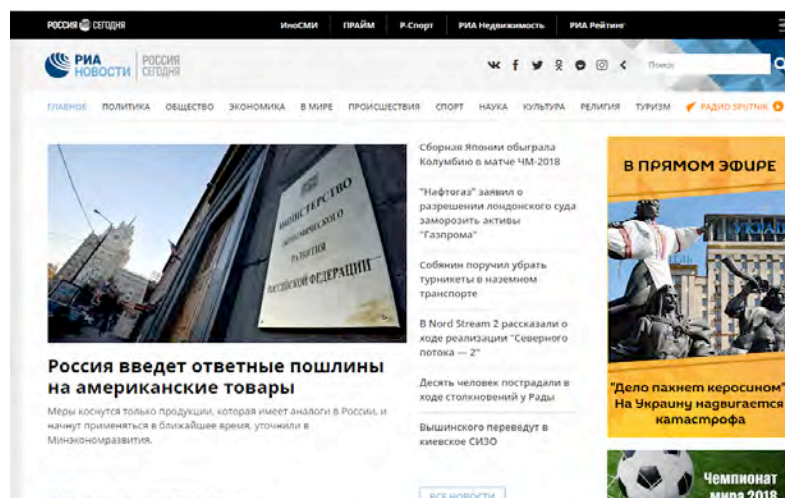 РОССИЯ СЕГОДНЯ
ИноСМИ ПРАЙМ Р-Спорт РИА Недвижимость РИА Рейтинг
РИА
НОВОСТИ
РОССИЯ
СЕГОДНЯ
Поиск
ГЛАВНОЕ ПОЛИТИКА ОБЩЕСТВО ЭКОНОМИКА В МИРЕ ПРОИСШЕСТВИЯ СПОРТ НАУКА КУЛЬТУРА РЕЛИГИЯ ТУРИЗМ РАДИО SPUTNIK
МИНИСТЕРСТВО
ЭКОНОМИЧЕСКОГО
РАЗВИТИЯ
РОССИЙСКОЙ ФЕДЕРАЦИИ
Россия введет ответные пошлины
на американские товары
Меры коснутся только продукции, которая имеет аналоги в России, и
начнут применяться в ближайшее время, уточнили в
Минэкономразвития.
Сборная Японии обыграла
Колумбию в матче ЧМ-2018
"Нафтогаз" заявил о
разрешении лондонского суда
заморозить активы
"Газпрома"
Собянин поручил убрать
турникеты в наземном
транспорте
В Nord Stream 2 рассказали о
ходе реализации "Северного
потока — 2"
Десять человек пострадали в
ходе столкновений у Рады
Вышинского переведут в
киевское СИЗО
ВСЕ НОВОСТИ
В ПРЯМОМ ЭФИРЕ
"Дело пахнет керосином"
На Украину надвигается
катастрофа
Чемпионат
мира 2018